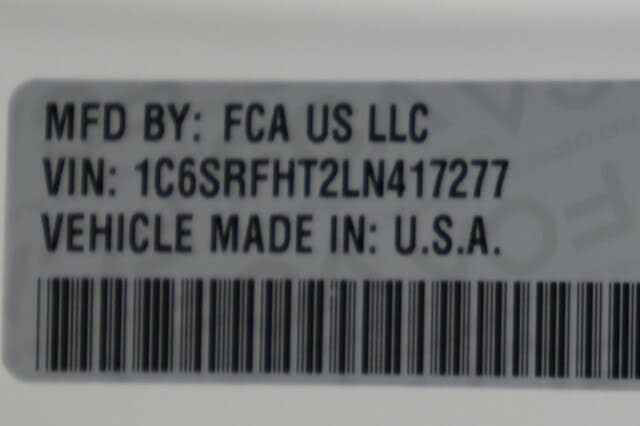 MFD BY: FCA US LLC
VIN: 1C6SRFHT2LN417277
VEHICLE MADE IN: U.S.A.